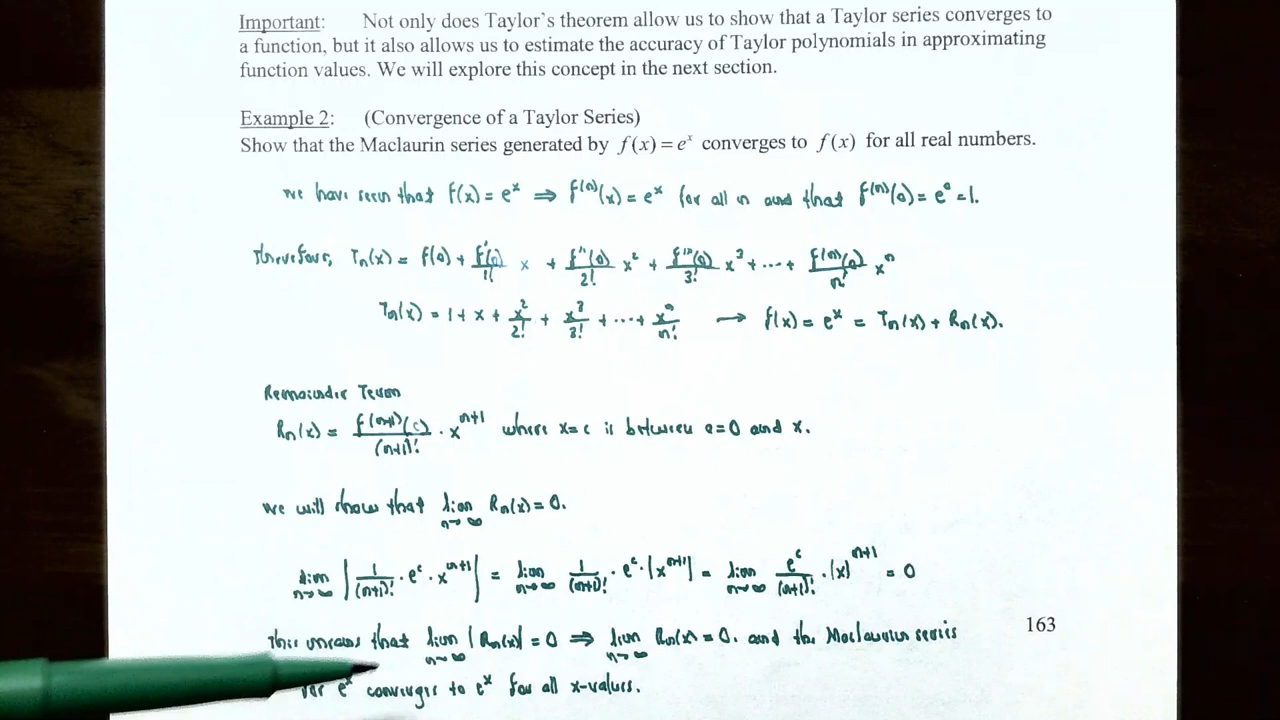 Important: Not only does Taylor's theorem allow us to show that a Taylor series converges to
a function, but it also allows us to estimate the accuracy of Taylor polynomials in approximating
function values. We will explore this concept in the next section.
Example 2: (Convergence of a Taylor Series)
Show that the Maclaurin series generated by f(x) = e^x converges to f(x) for all real numbers.
We have seen that f(x) = e^x ⇒ f^(n)(x) = e^x for all n and that f^(n)(0) = e^0 = 1.
Therefore, Tn(x) = f(0) + f'(0)/1! x + f''(0)/2! x^2 + f'''(0)/3! x^3 + ... + f^(n)(0)/n! x^n
Tn(x) = 1 + x + x^2/2! + x^3/3! + ... + x^n/n! → f(x) = e^x = Tn(x) + Rn(x).
Remainder Term
Rn(x) = f^(n+1)(c)/(n+1)! · x^n+1 where x=c is between a=0 and x.
We will show that lim n→∞ Rn(x) = 0.
lim n→∞ |1/(n+1)! · e^c · x^n+1| = lim n→∞ 1/(n+1)! · e^c · |x^n+1| = lim n→∞ e^c/(n+1)! · |x|^n+1 = 0
This means that lim n→∞ |Rn(x)| = 0 ⇒ lim n→∞ Rn(x) = 0. and the Maclaurin series
163
for e^x converges to e^x for all x-values.